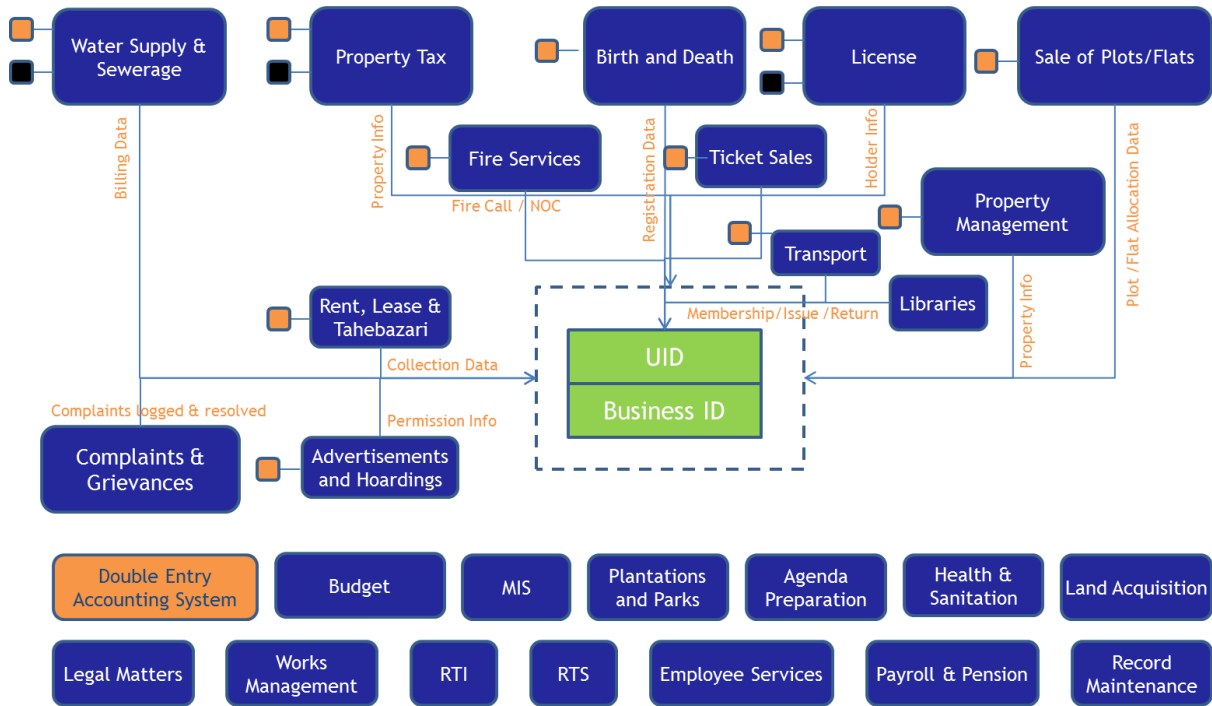 Water Supply &
Sewerage
Property Tax
Birth and Death
License
Sale of Plots/Flats
Billing Data
Property Info
Fire Services
Fire Call / NOC
Registration Data
Ticket Sales
Holder Info
Property
Management
Plot / Flat Allocation Data
Transport
Libraries
Membership/Issue /Return
Property Info
Rent, Lease &
Tahebazari
Collection Data
UID
Business ID
Complaints logged & resolved
Complaints &
Grievances
Permission Info
Advertisements
and Hoardings
Double Entry
Accounting System
Budget
MIS
Plantations
and Parks
Agenda
Preparation
Health &
Sanitation
Land Acquisition
Legal Matters
Works
Management
RTI
RTS
Employee Services
Payroll & Pension
Record
Maintenance